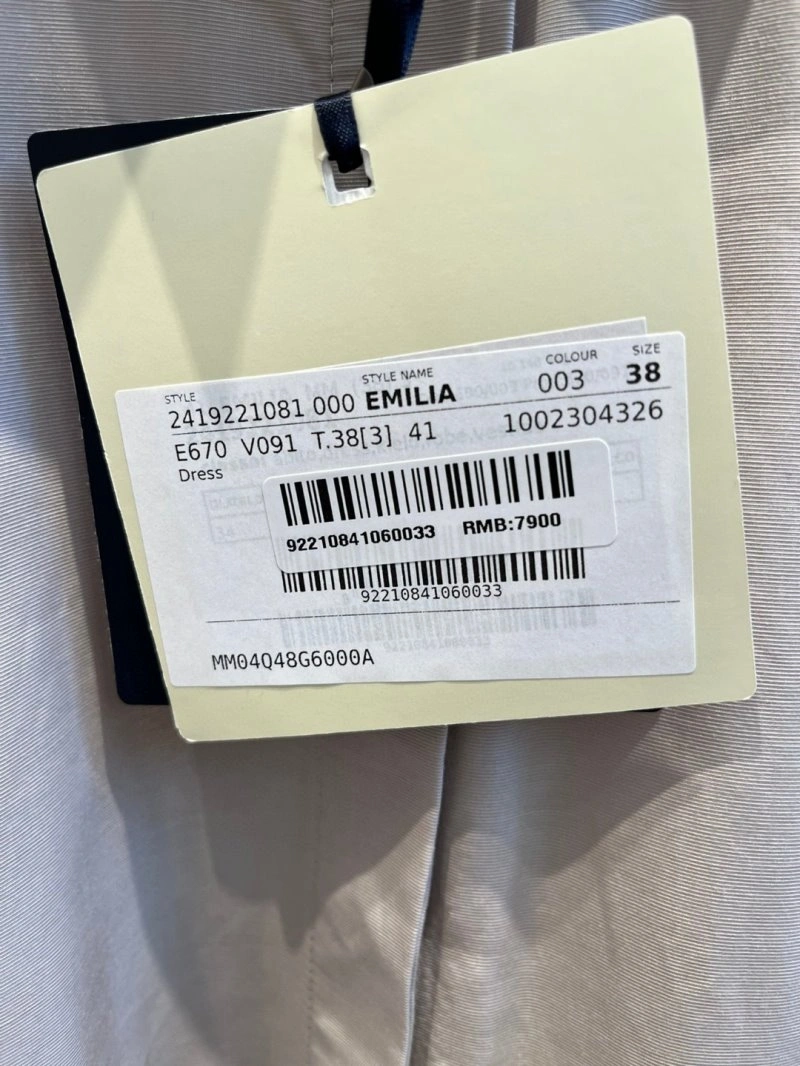 STYLE STYLE NAME COLOUR SIZE
2419221081 000 EMILIA 003 38
E670 V091 T.38[3] 41 1002304326
Dress
92210841060033 RMB:7900
92210841060033
MM04Q48G6000A